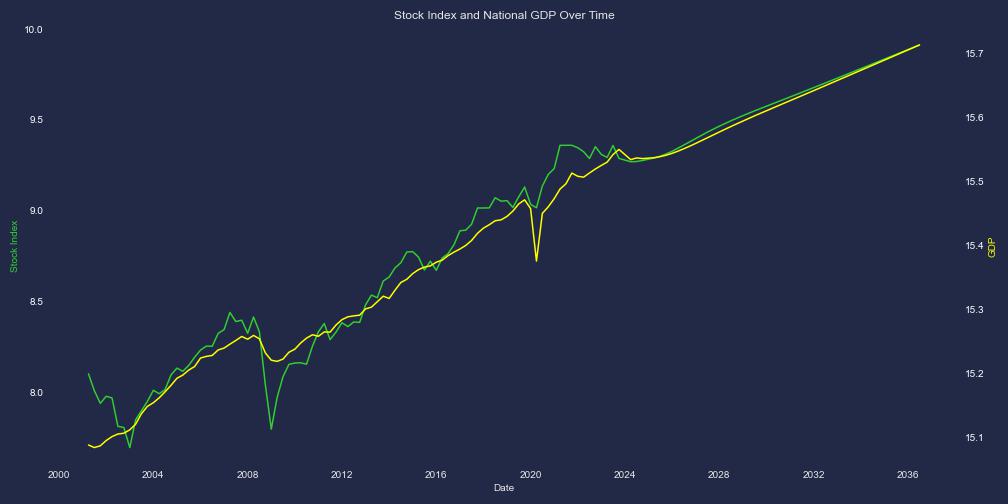 Stock Index and National GDP Over Time
10.0
9.5
9.0
8.5
8.0
Stock Index
15.7
15.6
15.5
15.4
15.3
15.2
15.1
GDP
2000 2004 2008 2012 2016 2020 2024 2028 2032 2036
Date